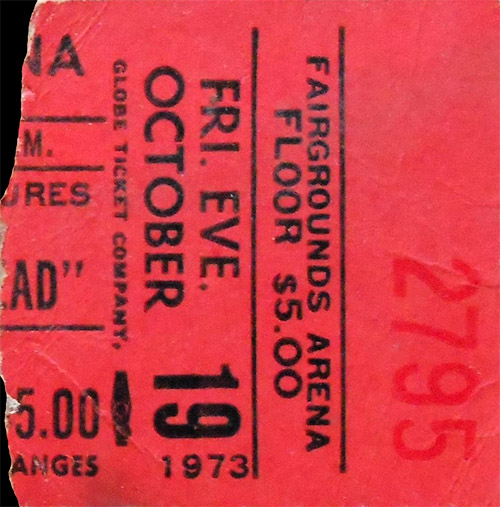 NA
M.
URES
AD"
5.00
ANGES
GLOBE TICKET COMPANY,
FRI. EVE.
OCTOBER
19
1973
FAIRGROUNDS ARENA
FLOOR $5.00
2795